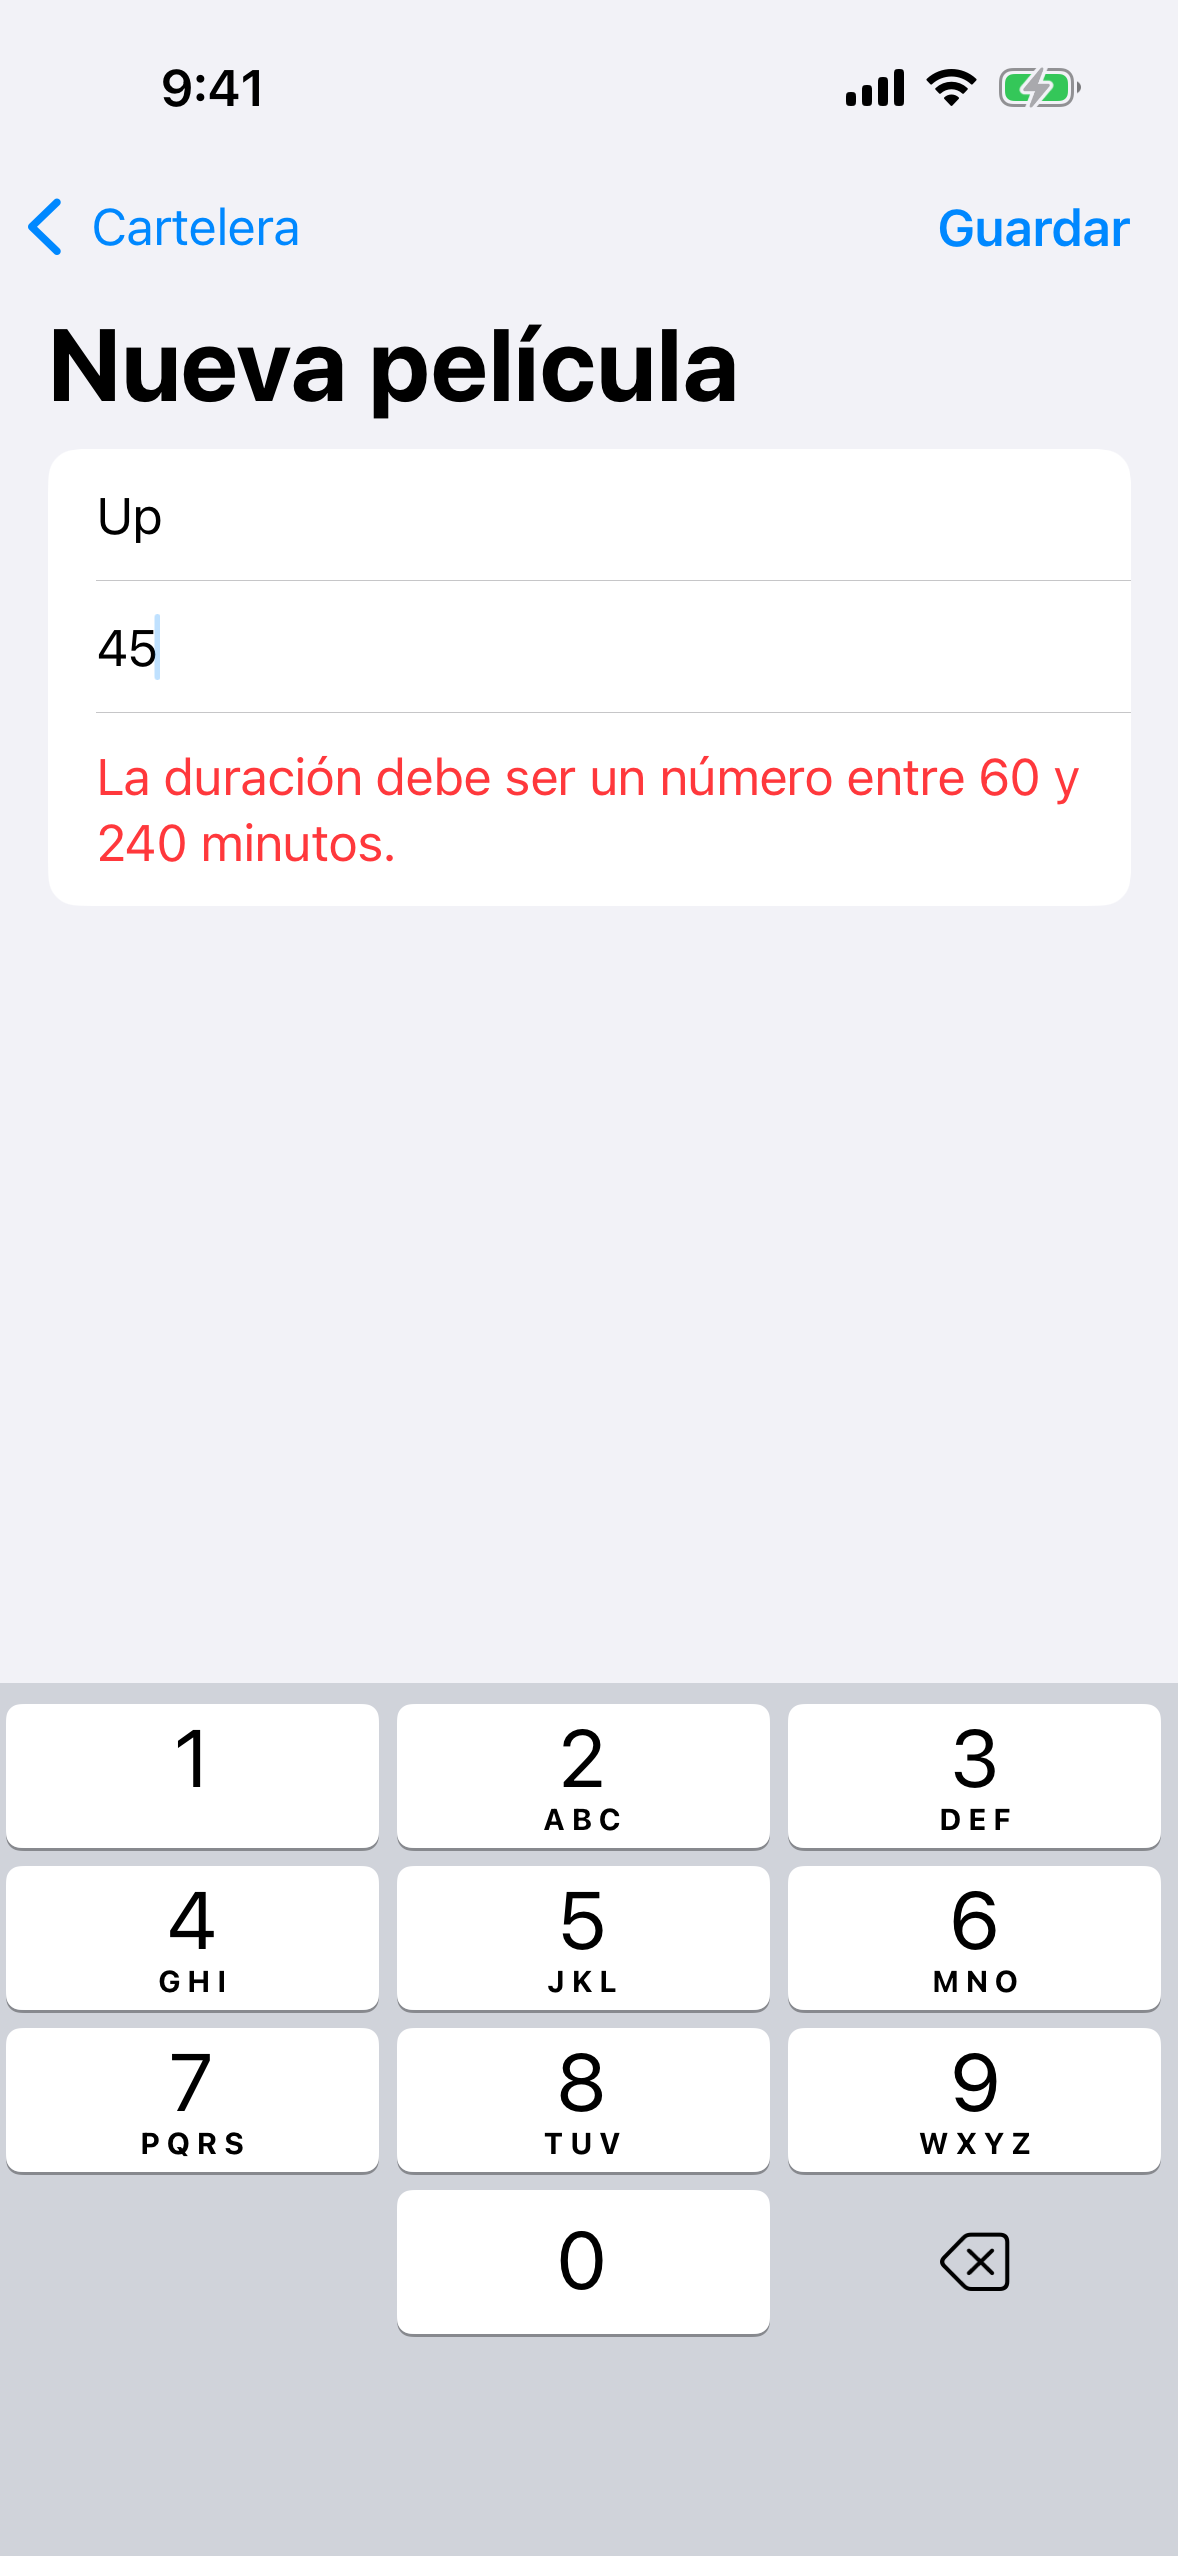 9:41
Cartelera
Guardar
Nueva película
Up
45
La duración debe ser un número entre 60 y
240 minutos.
1
2
ABC
3
DEF
4
GHI
5
JKL
6
MNO
7
PQRS
8
TUV
9
WXYZ
0